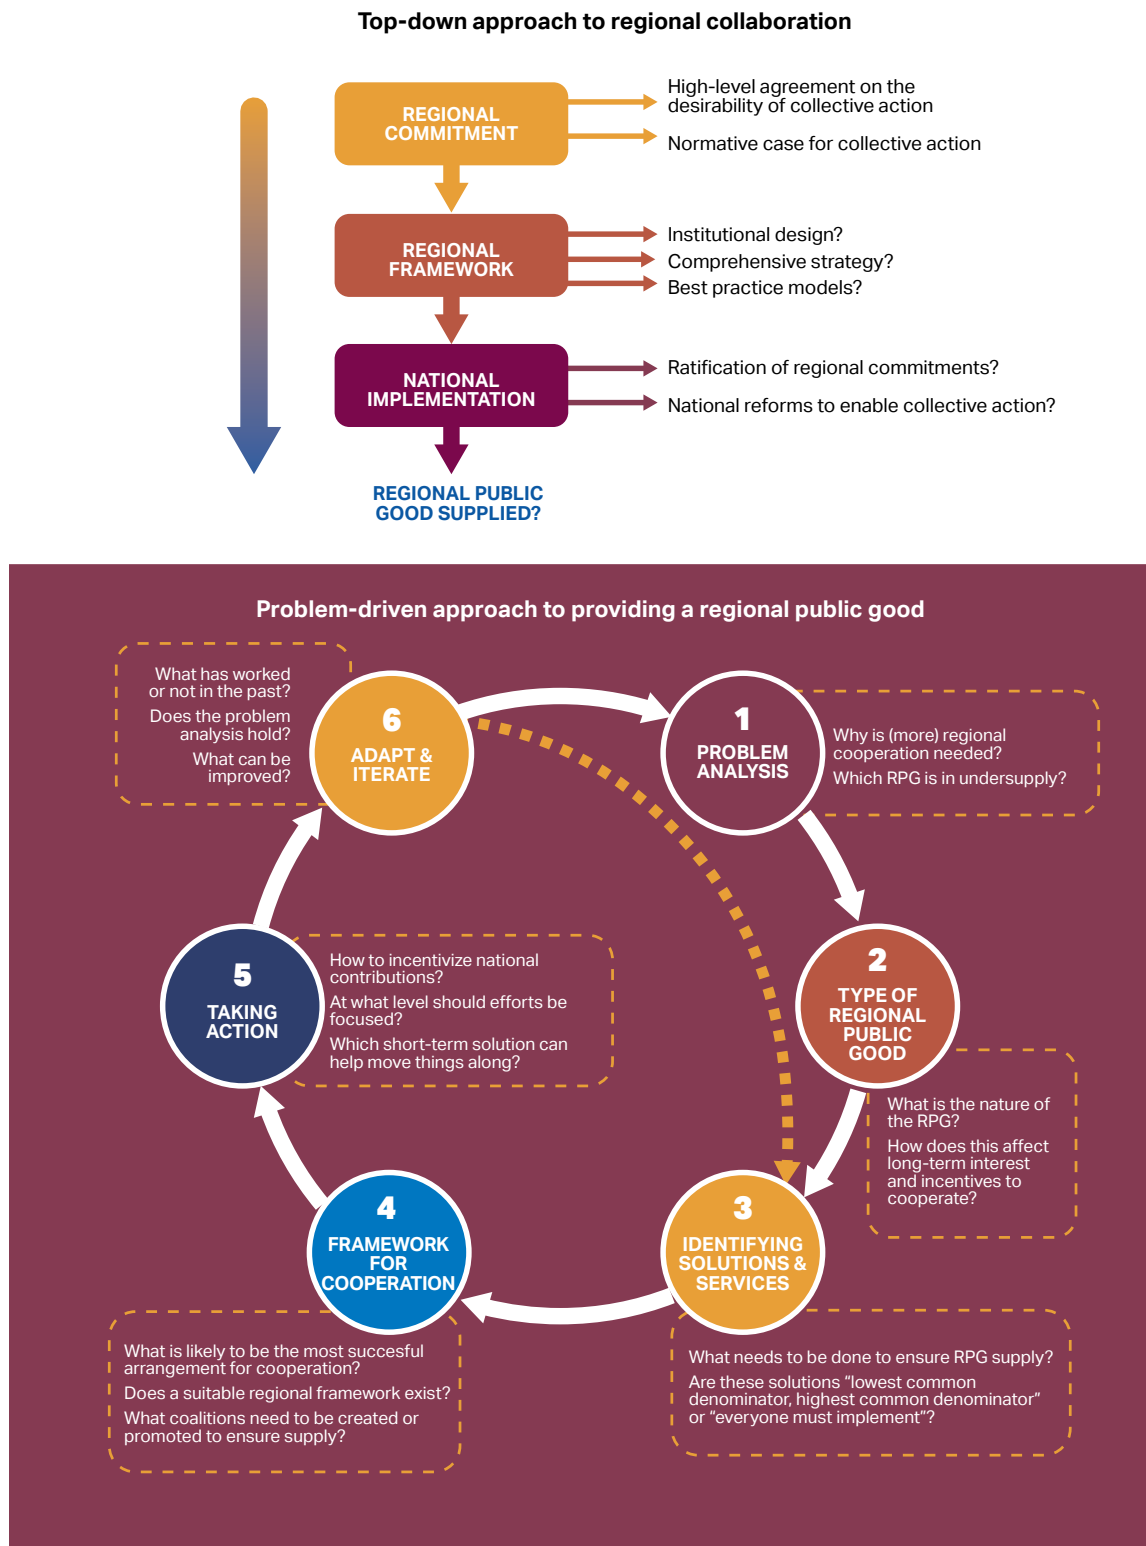 Top-down approach to regional collaboration
REGIONAL
COMMITMENT
High-level agreement on the
desirability of collective action
Normative case for collective action
REGIONAL
FRAMEWORK
Institutional design?
Comprehensive strategy?
Best practice models?
NATIONAL
IMPLEMENTATION
Ratification of regional commitments?
National reforms to enable collective action?
REGIONAL PUBLIC
GOOD SUPPLIED?
Problem-driven approach to providing a regional public good
1
PROBLEM
ANALYSIS
Why is (more) regional
cooperation needed?
Which RPG is in undersupply?
2
TYPE OF
REGIONAL
PUBLIC
GOOD
What is the nature of
the RPG?
How does this affect
long-term interest
and incentives to
cooperate?
3
IDENTIFYING
SOLUTIONS &
SERVICES
What needs to be done to ensure RPG supply?
Are these solutions “lowest common
denominator, highest common denominator”
or “everyone must implement”?
4
FRAMEWORK
FOR
COOPERATION
What is likely to be the most succesful
arrangement for cooperation?
Does a suitable regional framework exist?
What coalitions need to be created or
promoted to ensure supply?
5
TAKING
ACTION
How to incentivize national
contributions?
At what level should efforts be
focused?
Which short-term solution can
help move things along?
6
ADAPT &
ITERATE
What has worked
or not in the past?
Does the problem
analysis hold?
What can be
improved?